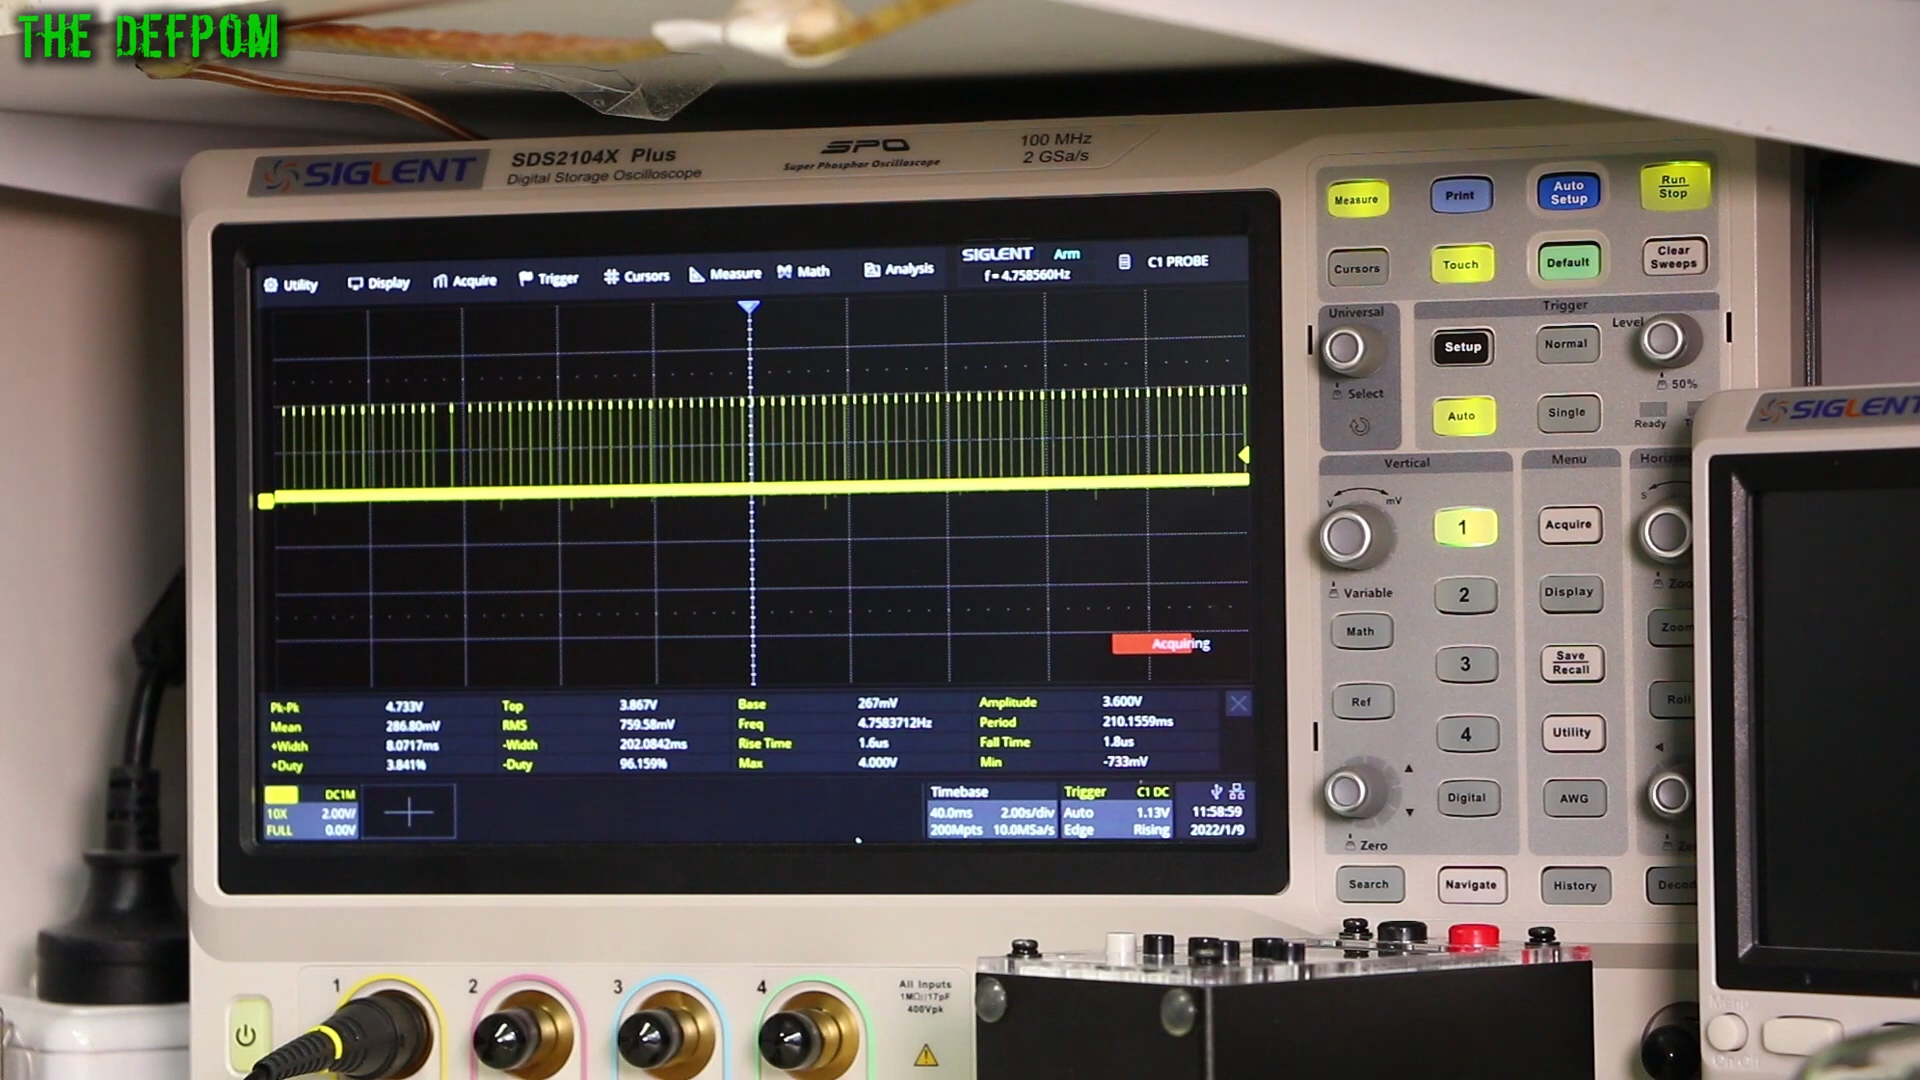 THE DEFPOM
SIGLENT
SDS2104X Plus
Digital Storage Oscilloscope
SPO
Super Phosphor Oscilloscope
100 MHz
2 GSa/s
Utility
Display
Acquire
Trigger
Cursors
Measure
Math
Analysis
SIGLENT Arm
f = 4.758560Hz
C1 PROBE
Acquiring
Pk-Pk 4.733V Top 3.867V Base 267mV Amplitude 3.600V
Mean 286.80mV RMS 759.58mV Freq 4.7583712Hz Period 210.1559ms
+Width 8.0717ms -Width 202.0842ms Rise Time 1.6us Fall Time 1.8us
+Duty 3.841% -Duty 96.159% Max 4.000V Min -733mV
DC1M
10X 2.00V/
FULL 0.00V
Timebase
40.0ms 2.00s/div
200Mpts 10.0MSa/s
Trigger C1 DC
Auto 1.13V
Edge Rising
11:58:59
2022/1/9
Measure
Print
Auto
Setup
Run
Stop
Cursors
Touch
Default
Clear
Sweeps
Universal
Select
Trigger
Setup
Normal
Level
50%
Auto
Single
Ready
Vertical
V mV
Variable
1
2
3
4
Math
Ref
Digital
Zero
Menu
Acquire
Display
Save
Recall
Utility
AWG
S
Zoom
Roll
Search
Navigate
History
1
2
3
4
All Inputs
1MΩ||17pF
400Vpk
SIGLENT